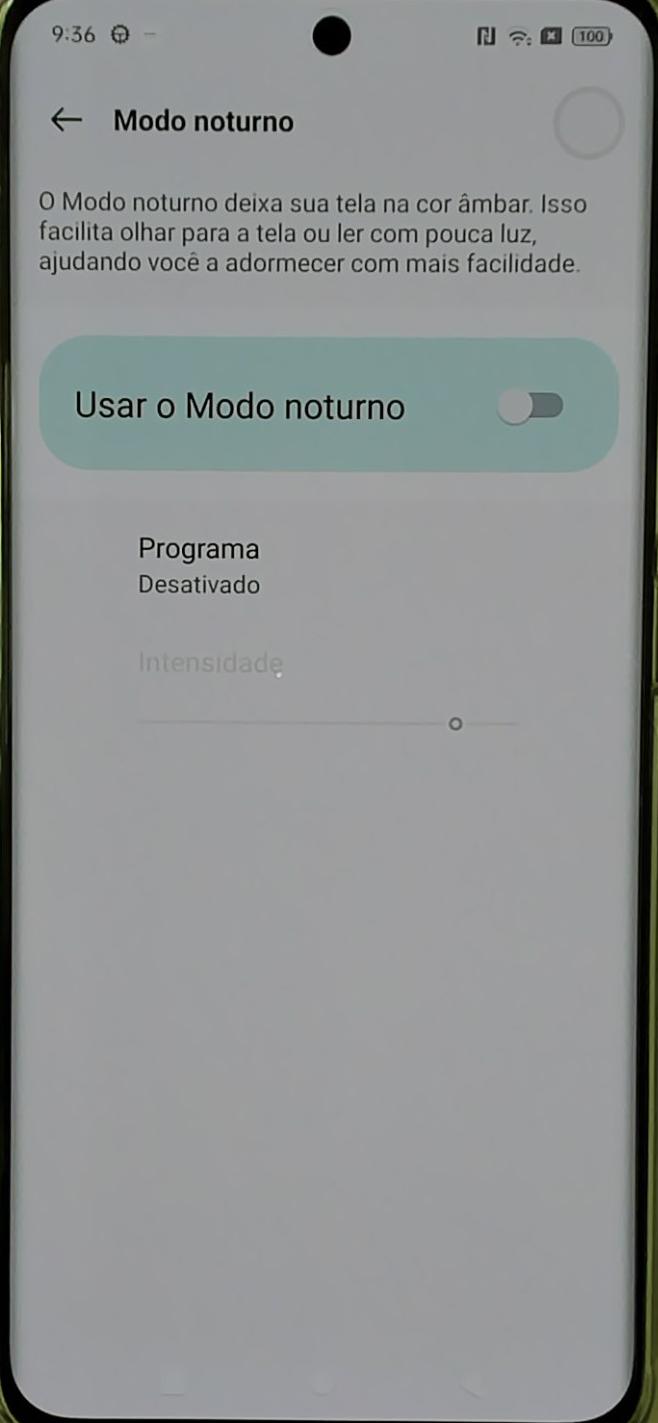 9:36
100
Modo noturno
O Modo noturno deixa sua tela na cor âmbar. Isso
facilita olhar para a tela ou ler com pouca luz,
ajudando você a adormecer com mais facilidade.
Usar o Modo noturno
Programa
Desativado
Intensidade